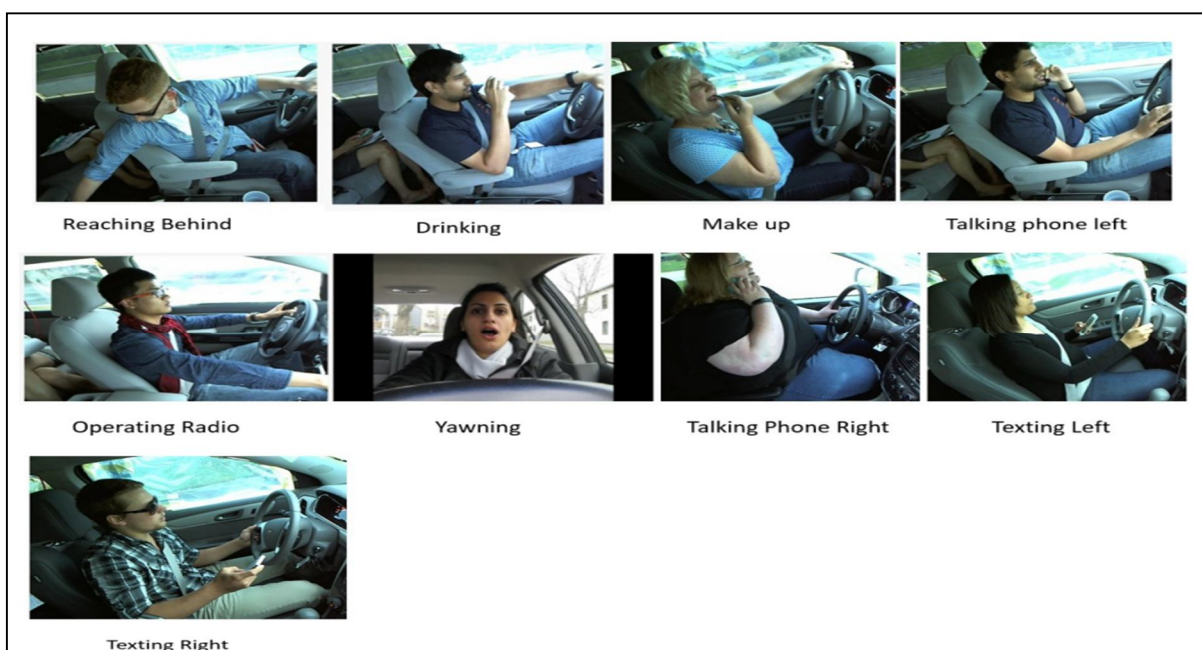 Reaching Behind
Drinking
Make up
Talking phone left
Operating Radio
Yawning
Talking Phone Right
Texting Left
Texting Right